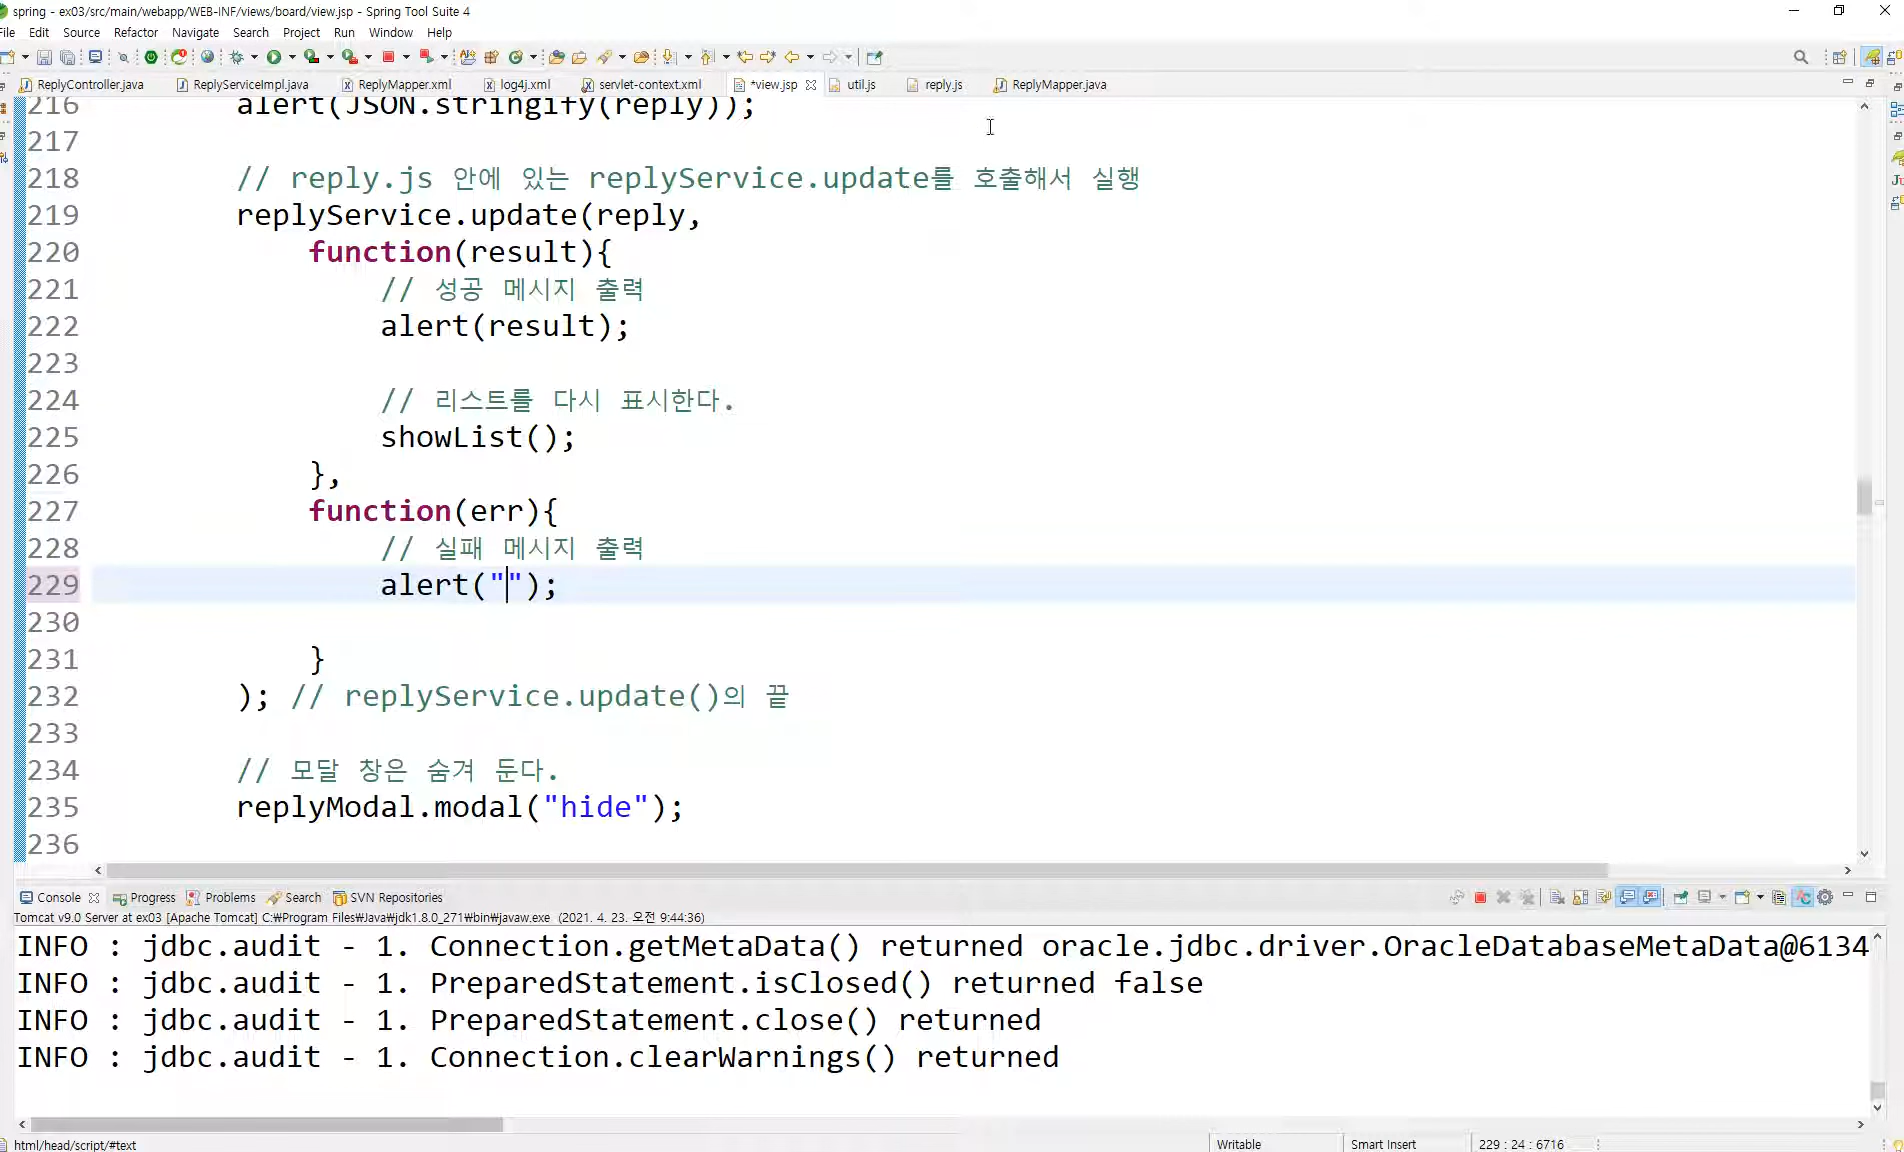 spring - ex03/src/main/webapp/WEB-INF/views/board/view.jsp - Spring Tool Suite 4
File Edit Source Refactor Navigate Search Project Run Window Help
ReplyController.java ReplyServiceImpl.java ReplyMapper.xml log4j.xml servlet-context.xml *view.jsp util.js reply.js ReplyMapper.java
216 alert(JSON.stringify(reply));
217
218 // reply.js 안에 있는 replyService.update를 호출해서 실행
219 replyService.update(reply,
220 function(result){
221 // 성공 메시지 출력
222 alert(result);
223
224 // 리스트를 다시 표시한다.
225 showList();
226 },
227 function(err){
228 // 실패 메시지 출력
229 alert("");
230
231 }
232 ); // replyService.update()의 끝
233
234 // 모달 창은 숨겨 둔다.
235 replyModal.modal("hide");
236
Console Progress Problems Search SVN Repositories
Tomcat v9.0 Server at ex03 [Apache Tomcat] C:₩Program Files₩Java₩jdk1.8.0_271₩bin₩javaw.exe (2021. 4. 23. 오전 9:44:36)
INFO : jdbc.audit - 1. Connection.getMetaData() returned oracle.jdbc.driver.OracleDatabaseMetaData@6134
INFO : jdbc.audit - 1. PreparedStatement.isClosed() returned false
INFO : jdbc.audit - 1. PreparedStatement.close() returned
INFO : jdbc.audit - 1. Connection.clearWarnings() returned
html/head/script/#text Writable Smart Insert 229 : 24 : 6716